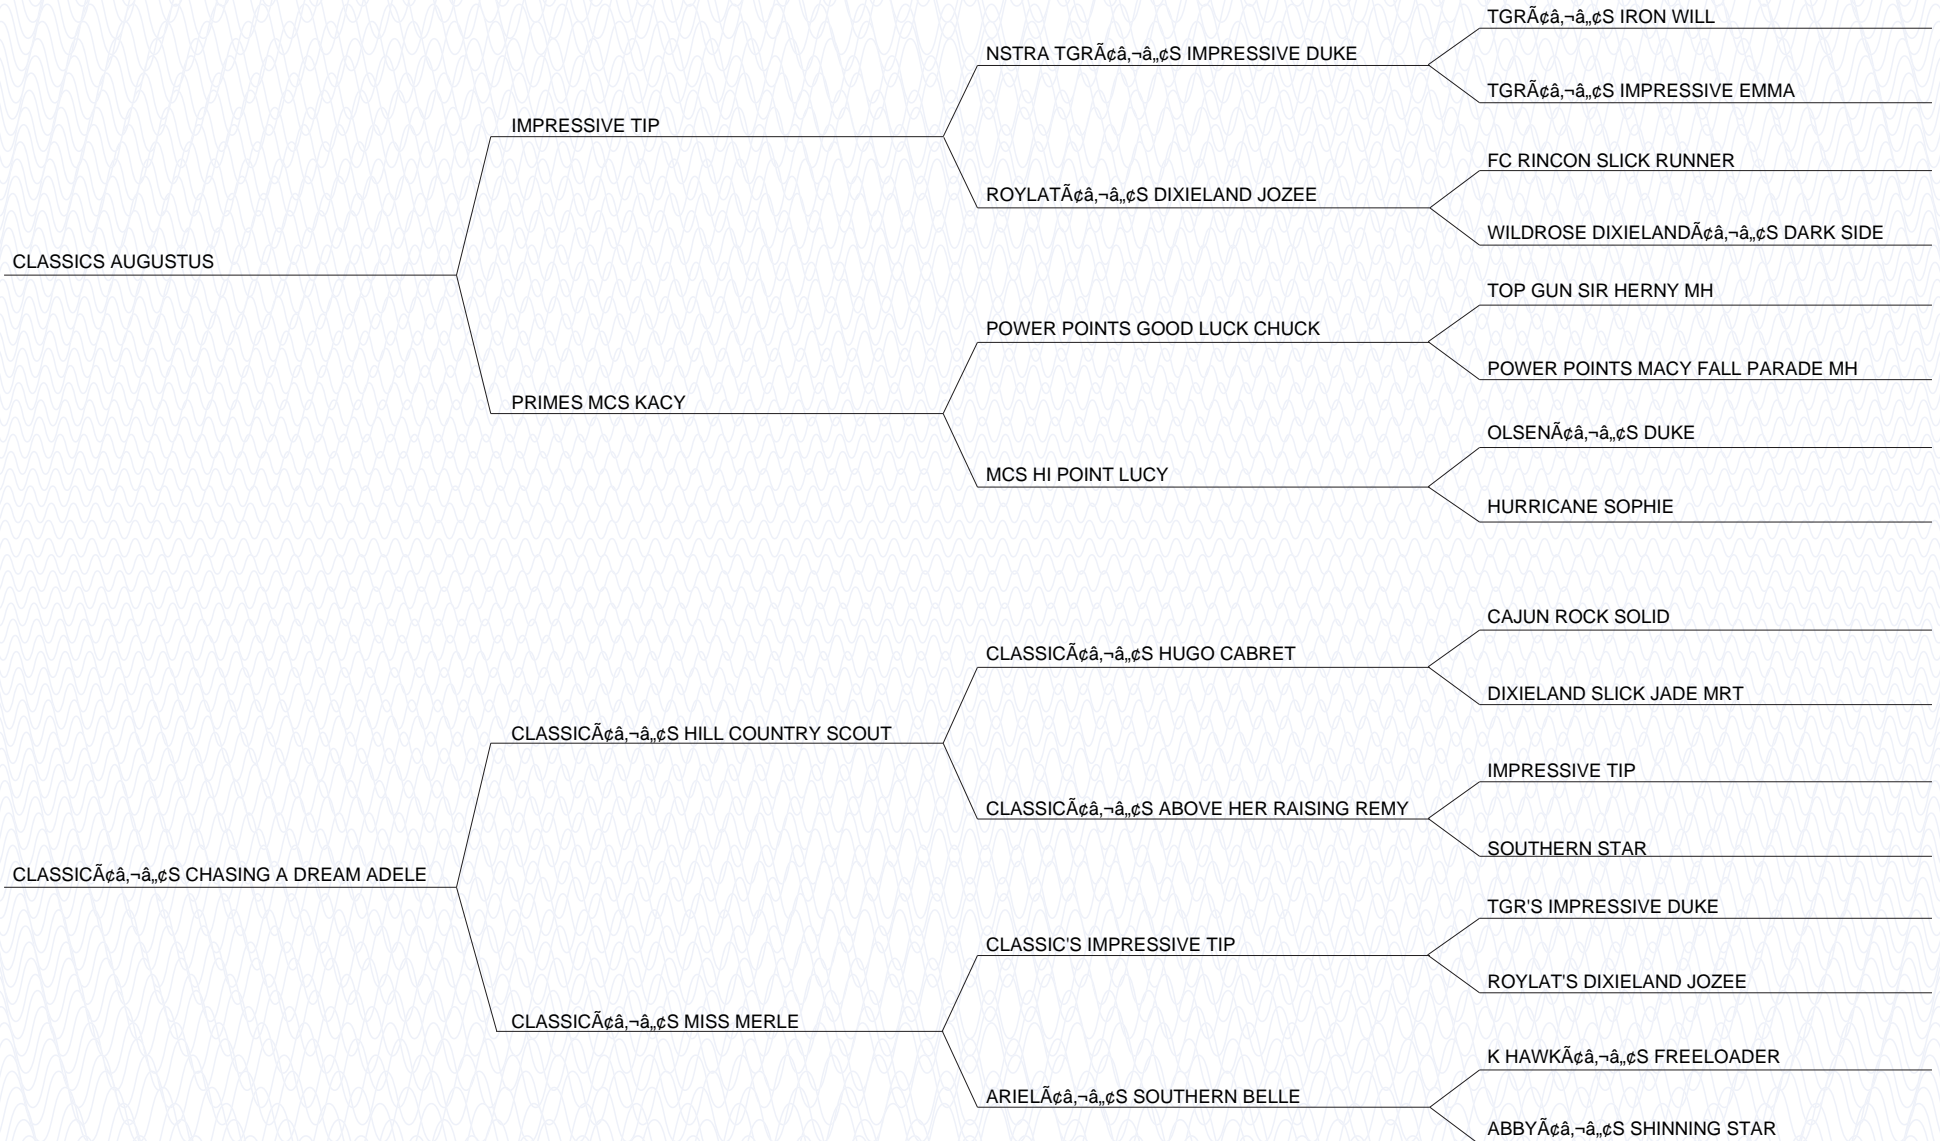 TGRÃ¢â‚¬â„¢S IRON WILL
NSTRA TGRÃ¢â‚¬â„¢S IMPRESSIVE DUKE
TGRÃ¢â‚¬â„¢S IMPRESSIVE EMMA
IMPRESSIVE TIP
FC RINCON SLICK RUNNER
ROYLATÃ¢â‚¬â„¢S DIXIELAND JOZEE
WILDROSE DIXIELANDÃ¢â‚¬â„¢S DARK SIDE
CLASSICS AUGUSTUS
TOP GUN SIR HERNY MH
POWER POINTS GOOD LUCK CHUCK
POWER POINTS MACY FALL PARADE MH
PRIMES MCS KACY
OLSENÃ¢â‚¬â„¢S DUKE
MCS HI POINT LUCY
HURRICANE SOPHIE
CAJUN ROCK SOLID
CLASSICÃ¢â‚¬â„¢S HUGO CABRET
DIXIELAND SLICK JADE MRT
CLASSICÃ¢â‚¬â„¢S HILL COUNTRY SCOUT
IMPRESSIVE TIP
CLASSICÃ¢â‚¬â„¢S ABOVE HER RAISING REMY
SOUTHERN STAR
CLASSICÃ¢â‚¬â„¢S CHASING A DREAM ADELE
TGR'S IMPRESSIVE DUKE
CLASSIC'S IMPRESSIVE TIP
ROYLAT'S DIXIELAND JOZEE
CLASSICÃ¢â‚¬â„¢S MISS MERLE
K HAWKÃ¢â‚¬â„¢S FREELOADER
ARIELÃ¢â‚¬â„¢S SOUTHERN BELLE
ABBYÃ¢â‚¬â„¢S SHINNING STAR